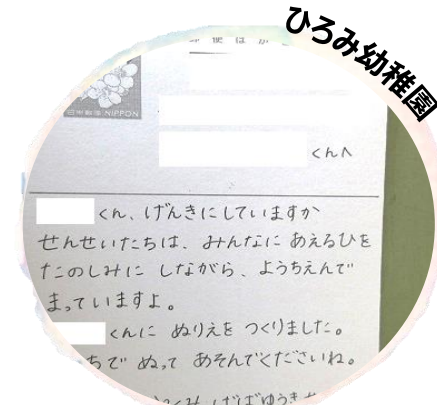 ひろみ幼稚園
郵便はが
日本郵便 NIPPON
くんへ
くん、げんきにしていますか
せんせいたちは、みんなに あえるひを
たのしみに しながら、ようちえんで
まっていますよ。
くんに ぬりえを つくりました。
ちで ぬって あそんでくださいね。